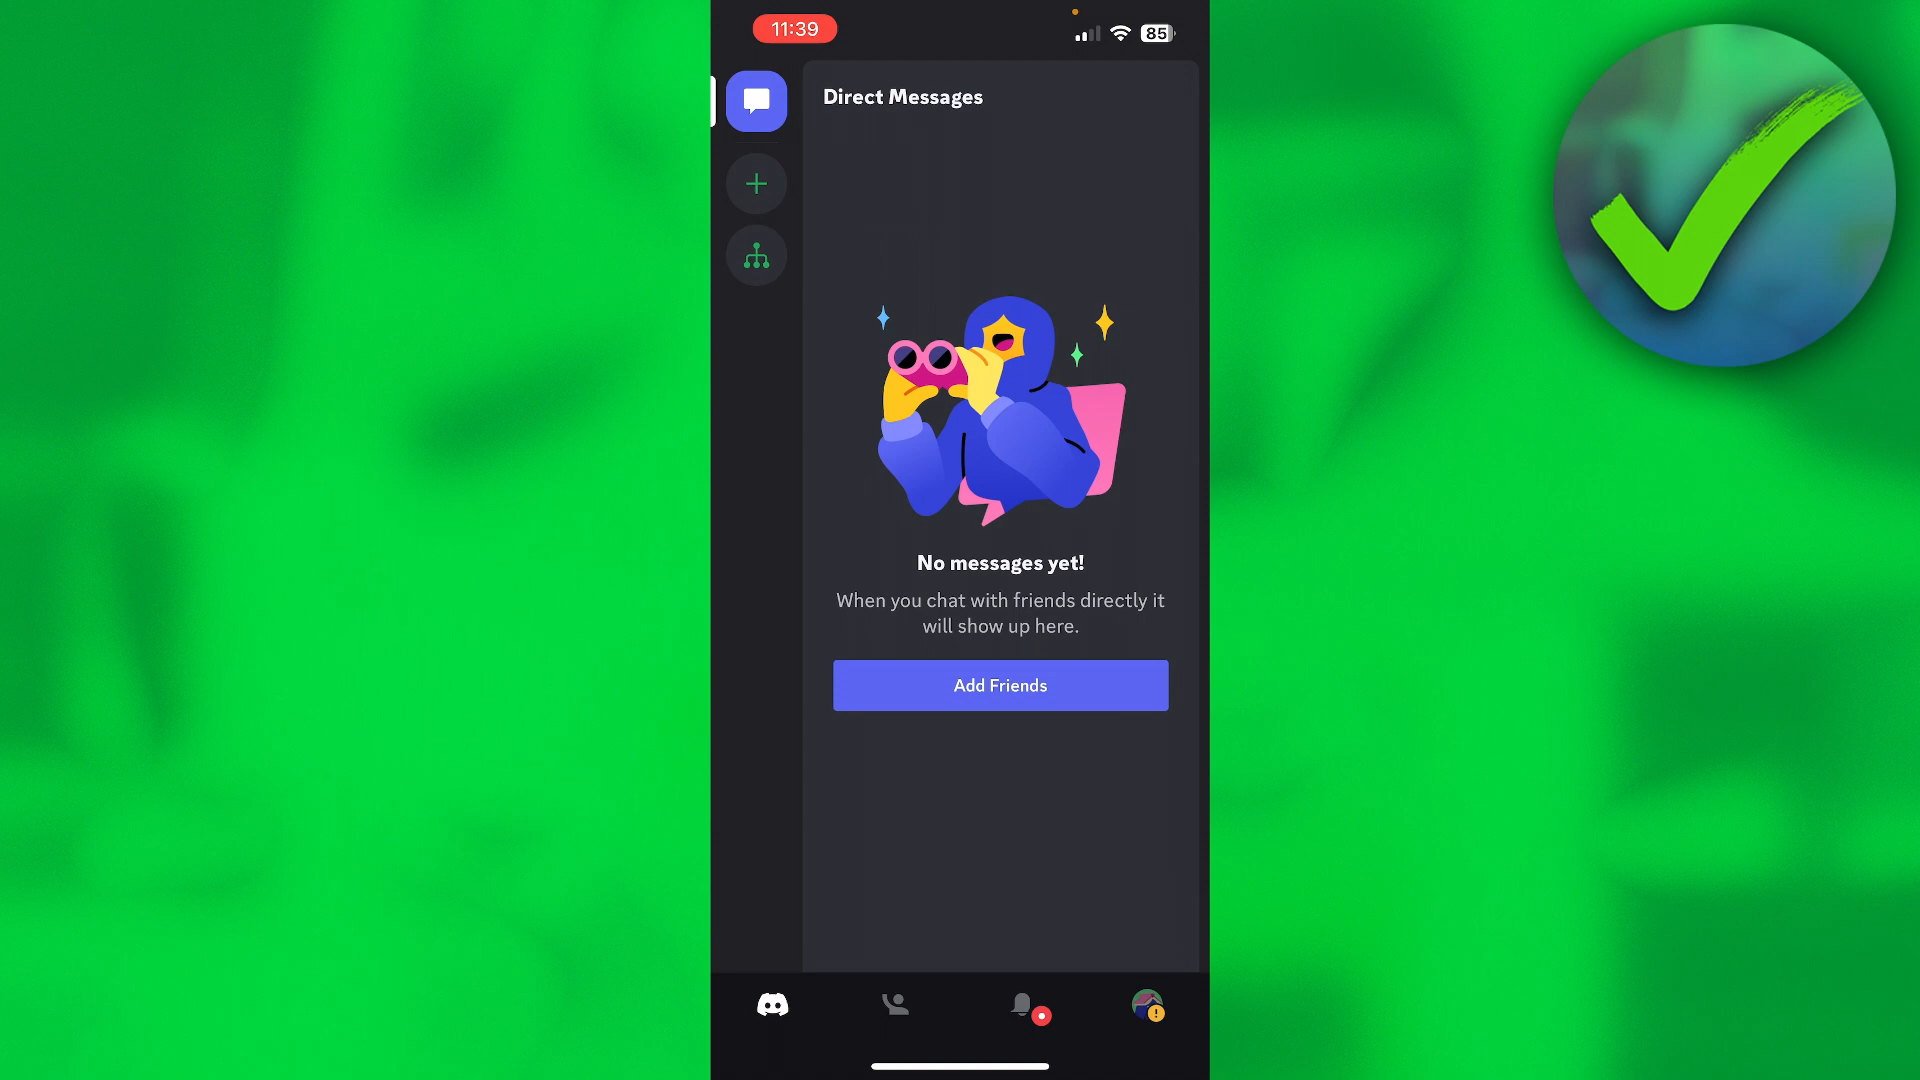 11:39
85
Direct Messages
No messages yet!
When you chat with friends directly it
will show up here.
Add Friends